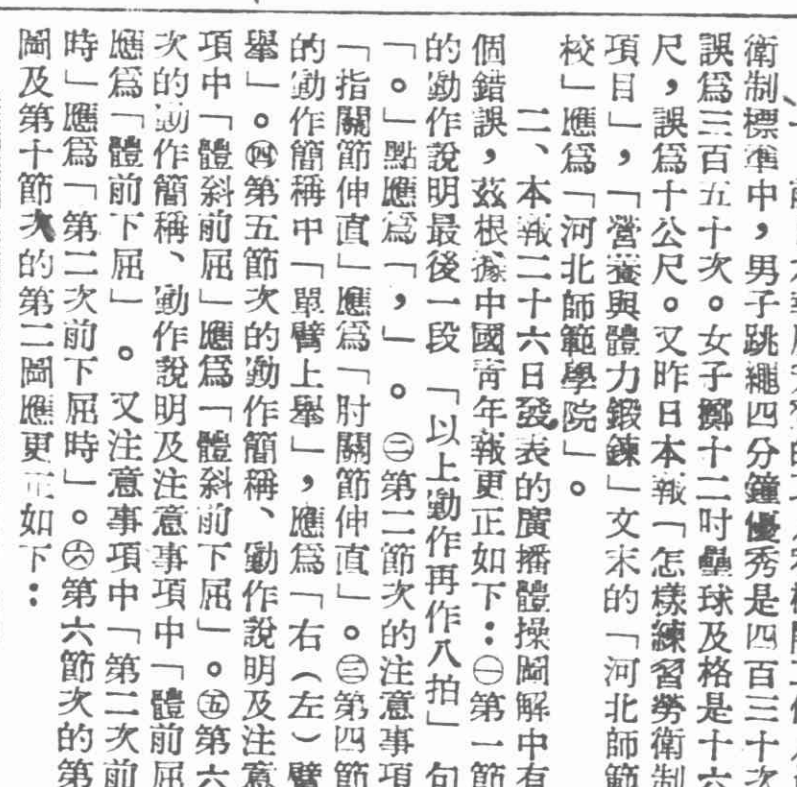 衛制標準中，男子跳繩四分鐘優秀是四百三十次
誤爲三百五十次。女子擲十二吋壘球及格是十六
尺，誤爲十公尺。又昨日本報「怎樣練習勞衛制
項目」，「營養與體力鍛鍊」文末的「河北師範
校」應爲「河北師範學院」。
二、本報二十六日發表的廣播體操圖解中有
個錯誤，茲根據中國青年報更正如下：㊀第一節
的動作說明最後一段「以上動作再作八拍」句
「。」點應爲「，」。㊁第二節次的注意事項
「指關節伸直」應爲「肘關節伸直」。㊂第四節
的動作簡稱中「單臂上舉」，應爲「右（左）臂
舉」。㊃第五節次的動作簡稱、動作說明及注意
項中「體斜前屈」應爲「體斜前下屈」。㊄第六
次的動作簡稱、動作說明及注意事項中「體前屈
應爲「體前下屈」。又注意事項中「第二次前
時」應爲「第二次前下屈時」。㊅第六節次的第
圖及第十節次的第二圖應更正如下：